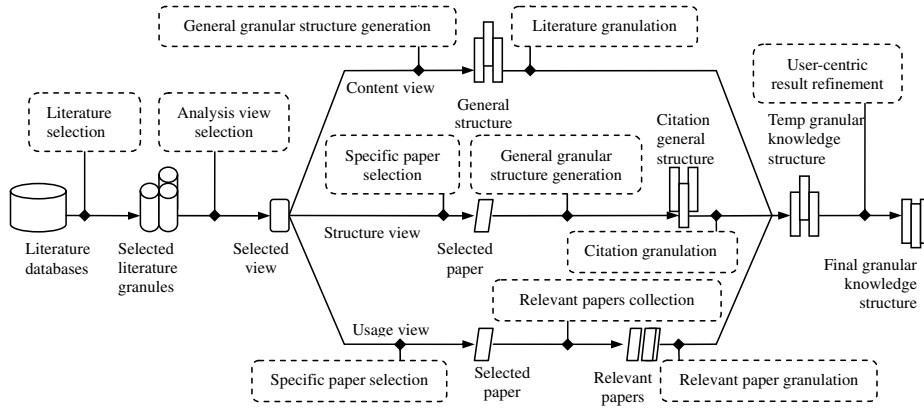 General granular structure generation
Literature granulation
User-centric
result refinement
Content view
Literature
selection
Analysis view
selection
General
structure
Citation
general
structure
Temp granular
knowledge
structure
Specific paper
selection
General granular
structure generation
Literature
databases
Selected
literature
granules
Selected
view
Structure view
Selected
paper
Citation granulation
Final granular
knowledge
structure
Relevant papers collection
Usage view
Specific paper selection
Selected
paper
Relevant
papers
Relevant paper granulation